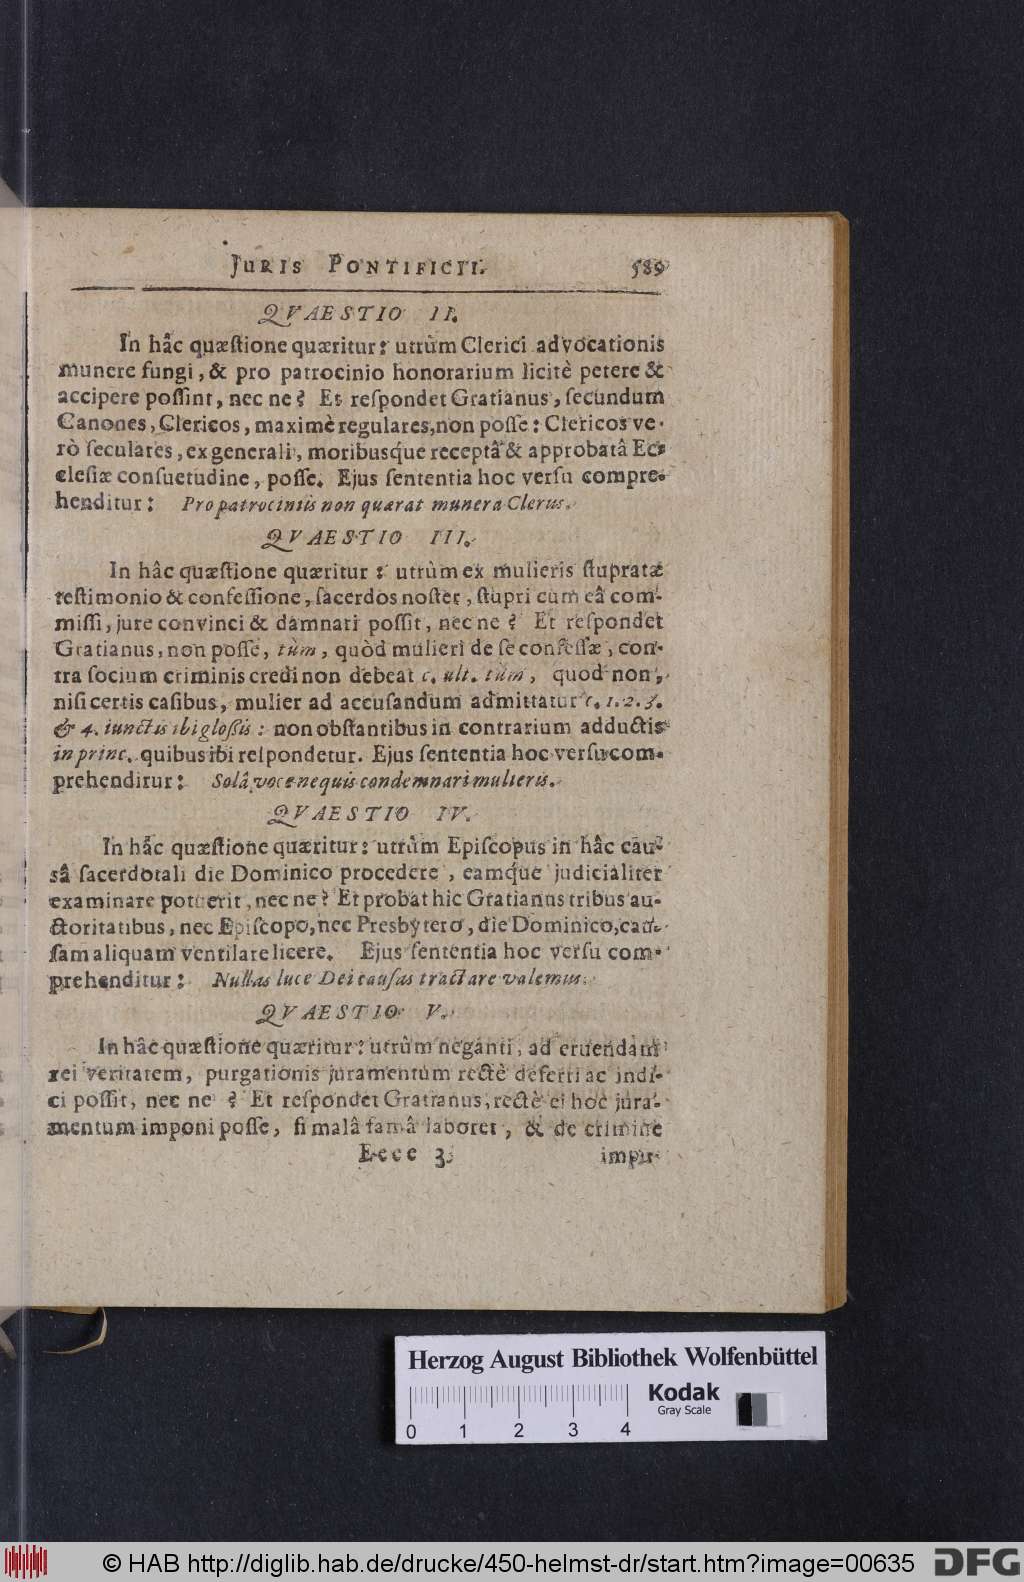 JURIS PONTIFICII. 589
QVAESTIO II.
In hâc quæſtione quæritur: utrùm Clerici advocationis
munere fungi, & pro patrocinio honorarium licitè petere &
accipere poſſint, nec ne? Et reſpondet Gratianus, ſecundum
Canones, Clericos, maximè regulares, non poſſe: Clericos ve-
rò ſeculares, ex generali, moribusq́ue receptâ & approbatâ Ec-
cleſiæ conſuetudine, poſſe. Ejus ſententia hoc verſu compre-
henditur: Pro patrociniis non quærat munera Clerus.
QVAESTIO III.
In hâc quæſtione quæritur: utrùm ex mulieris ſtupratæ
teſtimonio & confeſſione, ſacerdos noſter, ſtupri cum eâ com-
miſſi, jure convinci & damnari poſſit, nec ne? Et reſpondet
Gratianus, non poſſe, tùm, quòd mulieri de ſe confeſſæ, con-
tra ſocium criminis credi non debeat c. ult. tùm, quod non,
niſi certis caſibus, mulier ad accuſandum admittatur c. 1. 2. 3.
& 4. iunctis ibi gloſſis: non obſtantibus in contrarium adductis
in princ. quibus ibi reſpondetur. Ejus ſententia hoc verſu com-
prehenditur: Solâ voce nequis condemnari mulieris.
QVAESTIO IV.
In hâc quæſtione quæritur: utrùm Epiſcopus in hâc cau-
sâ ſacerdotali die Dominico procedere, eamq́ue judicialiter
examinare potuerit, nec ne? Et probat hic Gratianus tribus au-
ctoritatibus, nec Epiſcopo, nec Presbytero, die Dominico, cau-
ſam aliquam ventilare licere. Ejus ſententia hoc verſu com-
prehenditur: Nullas luce Dei cauſas tractare valemus.
QVAESTIO V.
In hâc quæſtione quæritur: utrùm neganti, ad eruendam
rei veritatem, purgationis juramentum rectè deferri ac indi-
ci poſſit, nec ne? Et reſpondet Gratianus, rectè ei hoc jura-
mentum imponi poſſe, ſi malâ famâ laboret, & de crimine
Eeee 3 impu-
Herzog August Bibliothek Wolfenbüttel
Kodak
Gray Scale
0 1 2 3 4
© HAB http://diglib.hab.de/drucke/450-helmst-dr/start.htm?image=00635 DFG